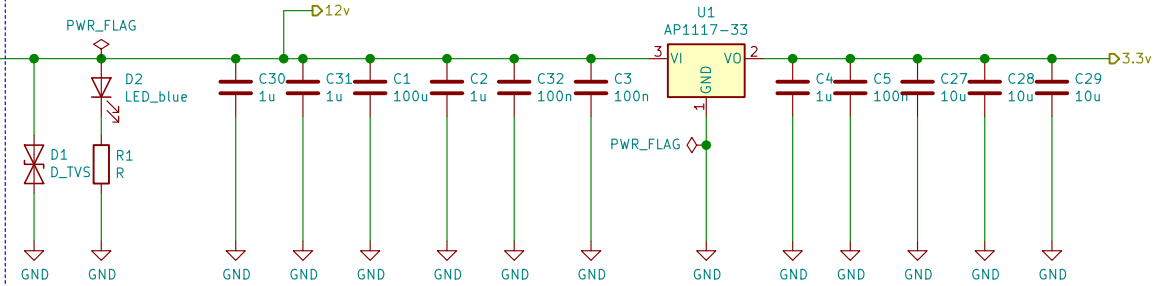 12v
PWR_FLAG
U1
AP1117-33
3
VI
VO
2
3.3v
GND
1
D2
LED_blue
C30
1u
C31
1u
C1
100u
C2
1u
C32
100n
C3
100n
C4
1u
C5
100n
C27
10u
C28
10u
C29
10u
PWR_FLAG
D1
D_TVS
R1
R
GND
GND
GND
GND
GND
GND
GND
GND
GND
GND
GND
GND
GND
GND